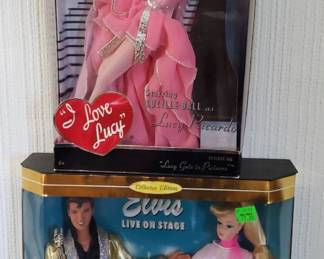 Starring
LUCILLE BALL as
Lucy Ricardo
"I Love
Lucy"
"Lucy Gets in Pictures"
Collector Edition
Elvis
LIVE ON STAGE